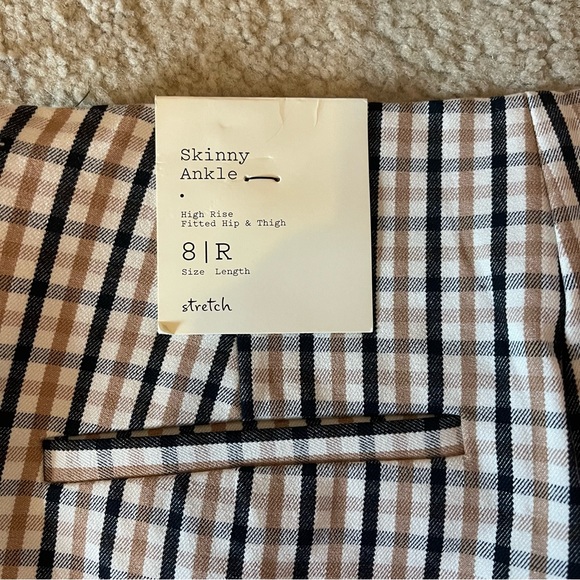 Skinny
Ankle
•
High Rise
Fitted Hip & Thigh
8|R
Size Length
stretch